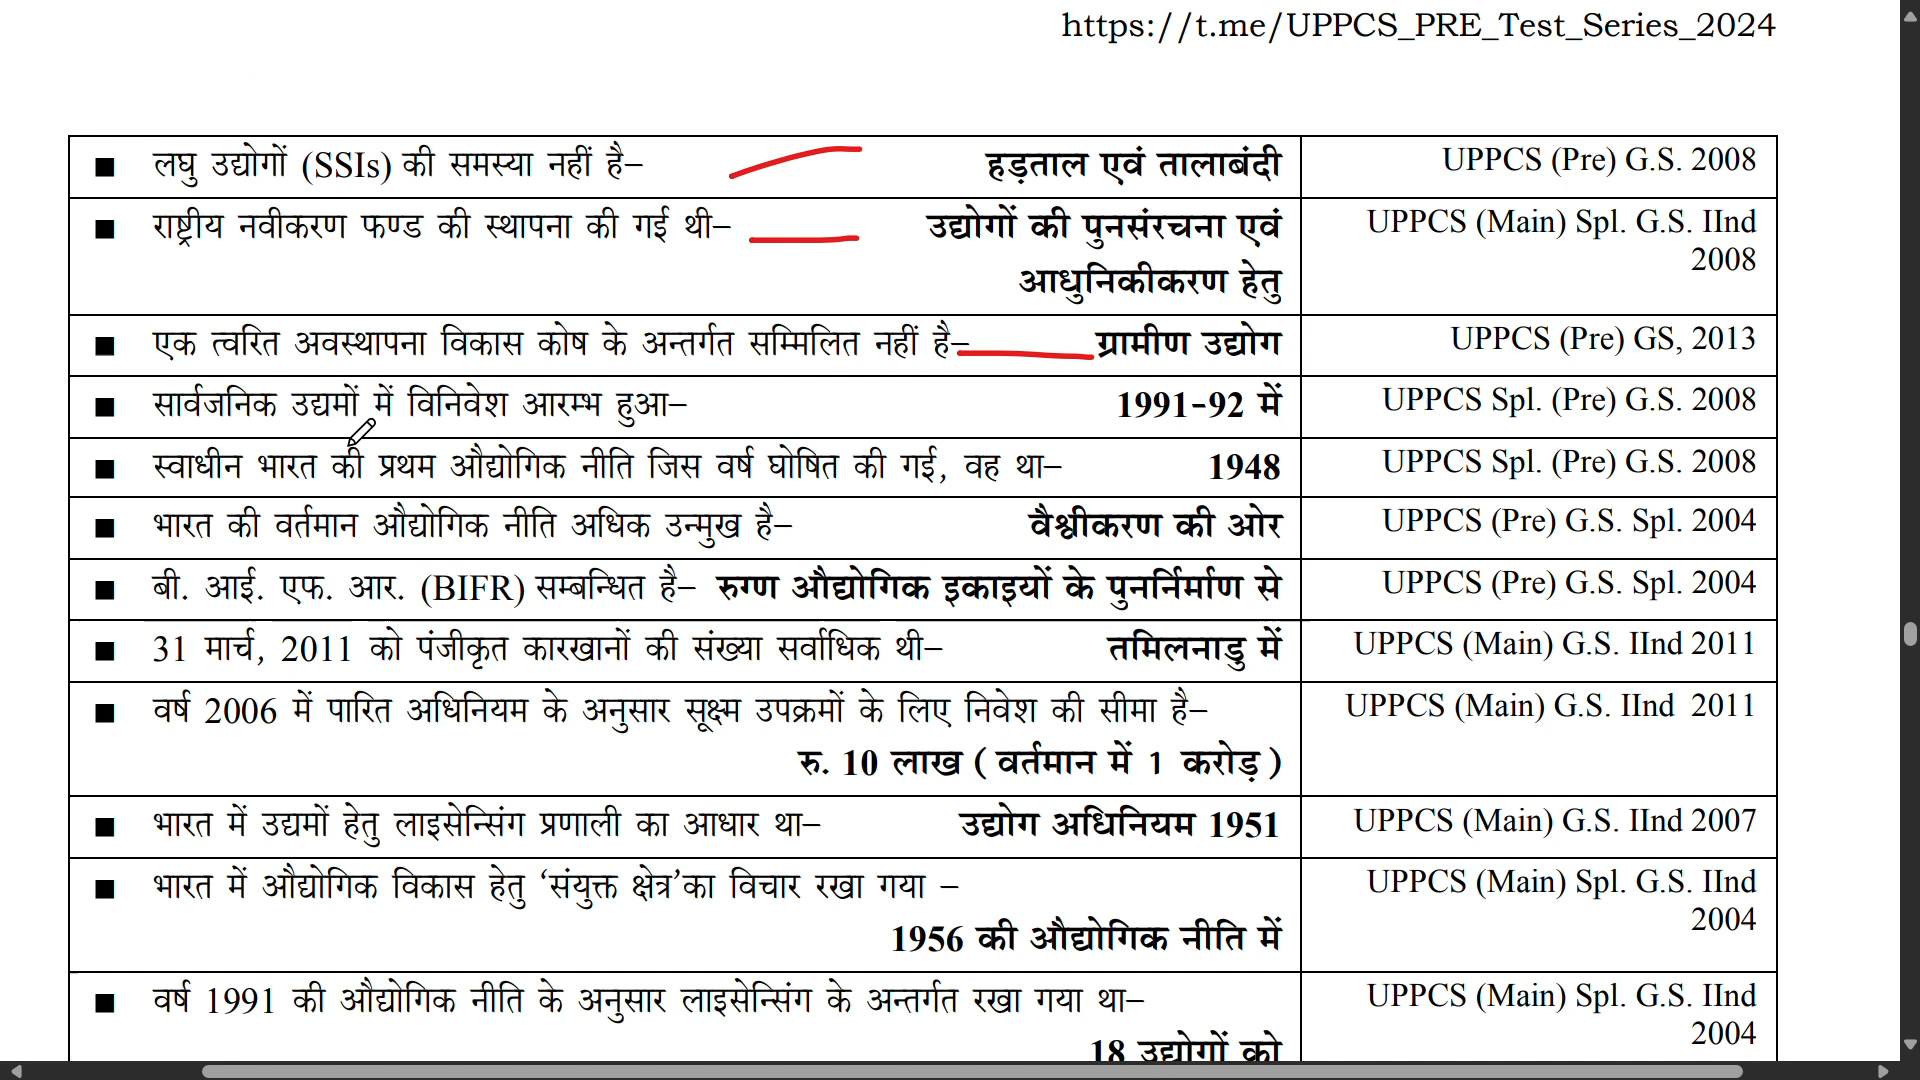 https://t.me/UPPCS_PRE_Test_Series_2024
■ लघु उद्योगों (SSIs) की समस्या नहीं है– हड़ताल एवं तालाबंदी UPPCS (Pre) G.S. 2008
■ राष्ट्रीय नवीकरण फण्ड की स्थापना की गई थी– उद्योगों की पुनसंरचना एवं UPPCS (Main) Spl. G.S. IInd
आधुनिकीकरण हेतु 2008
■ एक त्वरित अवस्थापना विकास कोष के अन्तर्गत सम्मिलित नहीं है– ग्रामीण उद्योग UPPCS (Pre) GS, 2013
■ सार्वजनिक उद्यमों में विनिवेश आरम्भ हुआ– 1991-92 में UPPCS Spl. (Pre) G.S. 2008
■ स्वाधीन भारत की प्रथम औद्योगिक नीति जिस वर्ष घोषित की गई, वह था– 1948 UPPCS Spl. (Pre) G.S. 2008
■ भारत की वर्तमान औद्योगिक नीति अधिक उन्मुख है– वैश्वीकरण की ओर UPPCS (Pre) G.S. Spl. 2004
■ बी. आई. एफ. आर. (BIFR) सम्बन्धित है– रुग्ण औद्योगिक इकाइयों के पुनर्निर्माण से UPPCS (Pre) G.S. Spl. 2004
■ 31 मार्च, 2011 को पंजीकृत कारखानों की संख्या सर्वाधिक थी– तमिलनाडु में UPPCS (Main) G.S. IInd 2011
■ वर्ष 2006 में पारित अधिनियम के अनुसार सूक्ष्म उपक्रमों के लिए निवेश की सीमा है– UPPCS (Main) G.S. IInd 2011
रु. 10 लाख ( वर्तमान में 1 करोड़ )
■ भारत में उद्यमों हेतु लाइसेन्सिंग प्रणाली का आधार था– उद्योग अधिनियम 1951 UPPCS (Main) G.S. IInd 2007
■ भारत में औद्योगिक विकास हेतु ‘संयुक्त क्षेत्र’का विचार रखा गया – UPPCS (Main) Spl. G.S. IInd
1956 की औद्योगिक नीति में 2004
■ वर्ष 1991 की औद्योगिक नीति के अनुसार लाइसेन्सिंग के अन्तर्गत रखा गया था– UPPCS (Main) Spl. G.S. IInd
18 उद्योगों को 2004